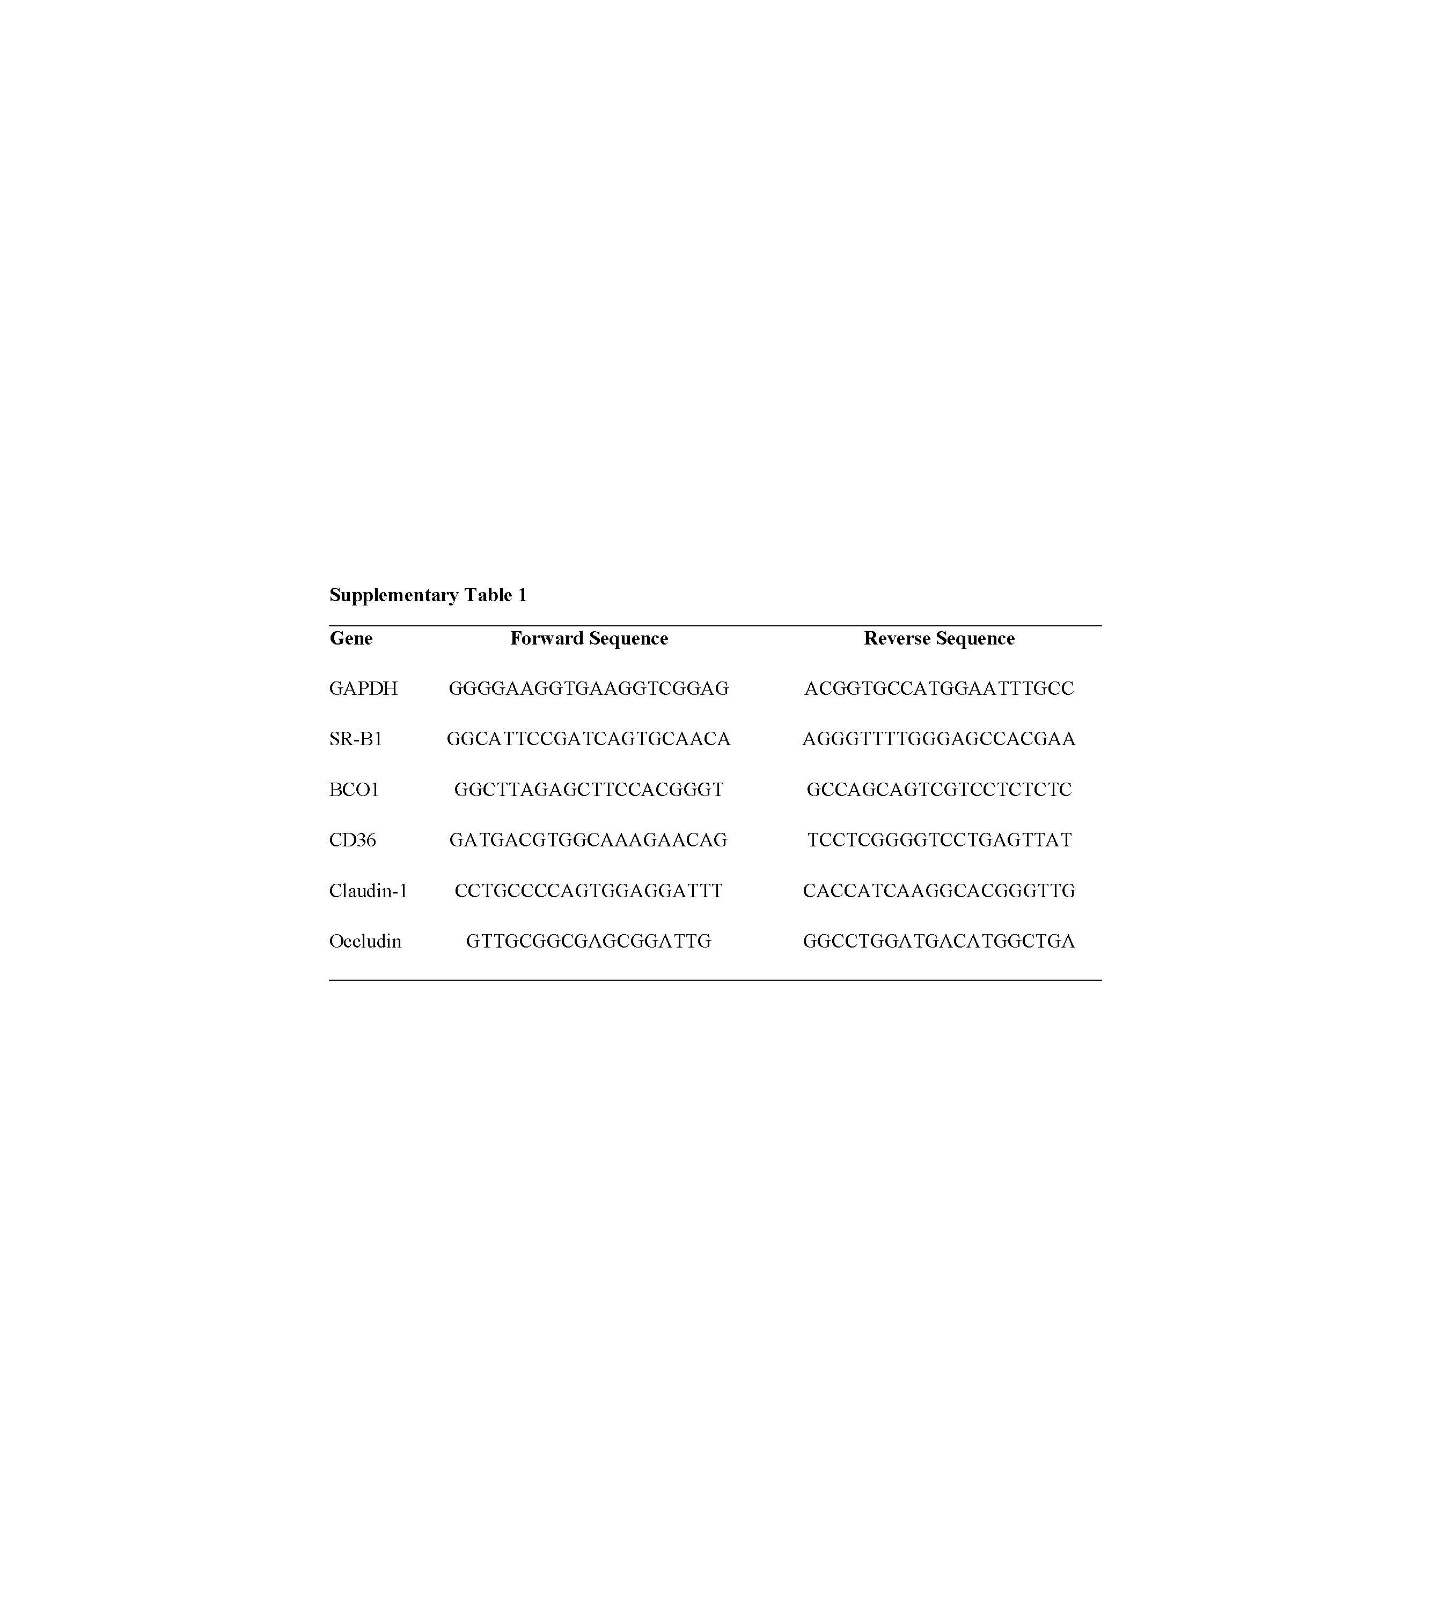 Supplementary Table 1
Gene Forward Sequence Reverse Sequence
GAPDH GGGGAAGGTGAAGGTCGGAG ACGGTGCCATGGAATTTGCC
SR-B1 GGCATTCCGATCAGTGCAACA AGGGTTTTGGGAGCCACGAA
BCO1 GGCTTAGAGCTTCCACGGGT GCCAGCAGTCGTCCTCTCTC
CD36 GATGACGTGGCAAAGAACAG TCCTCGGGGTCCTGAGTTAT
Claudin-1 CCTGCCCCAGTGGAGGATTT CACCATCAAGGCACGGGTTG
Occludin GTTGCGGCGAGCGGATTG GGCCTGGATGACATGGCTGA